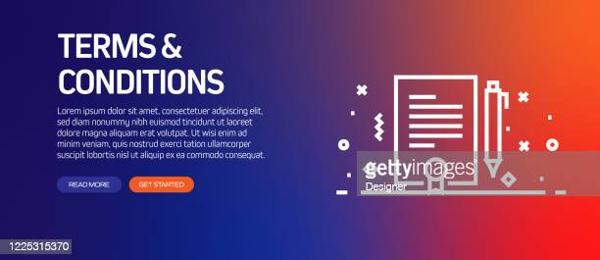 TERMS &
CONDITIONS
Lorem ipsum dolor sit amet, consectetuer adipiscing elit,
sed diam nonummy nibh euismod tincidunt ut laoreet
dolore magna aliquam erat volutpat. Ut wisi enim ad
minim veniam, quis nostrud exerci tation ullamcorper
suscipit lobortis nisl ut aliquip ex ea commodo consequat.
READ MORE
GET STARTED
gettyimages
Designer
1225315370